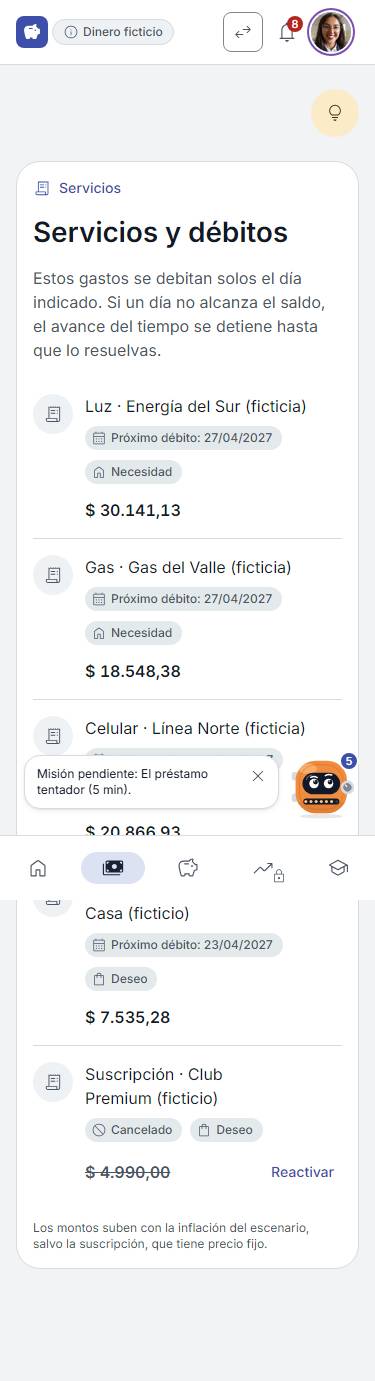 Dinero ficticio
8
Servicios
Servicios y débitos
Estos gastos se debitan solos el día
indicado. Si un día no alcanza el saldo,
el avance del tiempo se detiene hasta
que lo resuelvas.
Luz · Energía del Sur (ficticia)
Próximo débito: 27/04/2027
Necesidad
$ 30.141,13
Gas · Gas del Valle (ficticia)
Próximo débito: 27/04/2027
Necesidad
$ 18.548,38
Celular · Línea Norte (ficticia)
Misión pendiente: El préstamo
tentador (5 min).
5
$ 20.866,93
Casa (ficticio)
Próximo débito: 23/04/2027
Deseo
$ 7.535,28
Suscripción · Club
Premium (ficticio)
Cancelado
Deseo
$ 4.990,00
Reactivar
Los montos suben con la inflación del escenario,
salvo la suscripción, que tiene precio fijo.